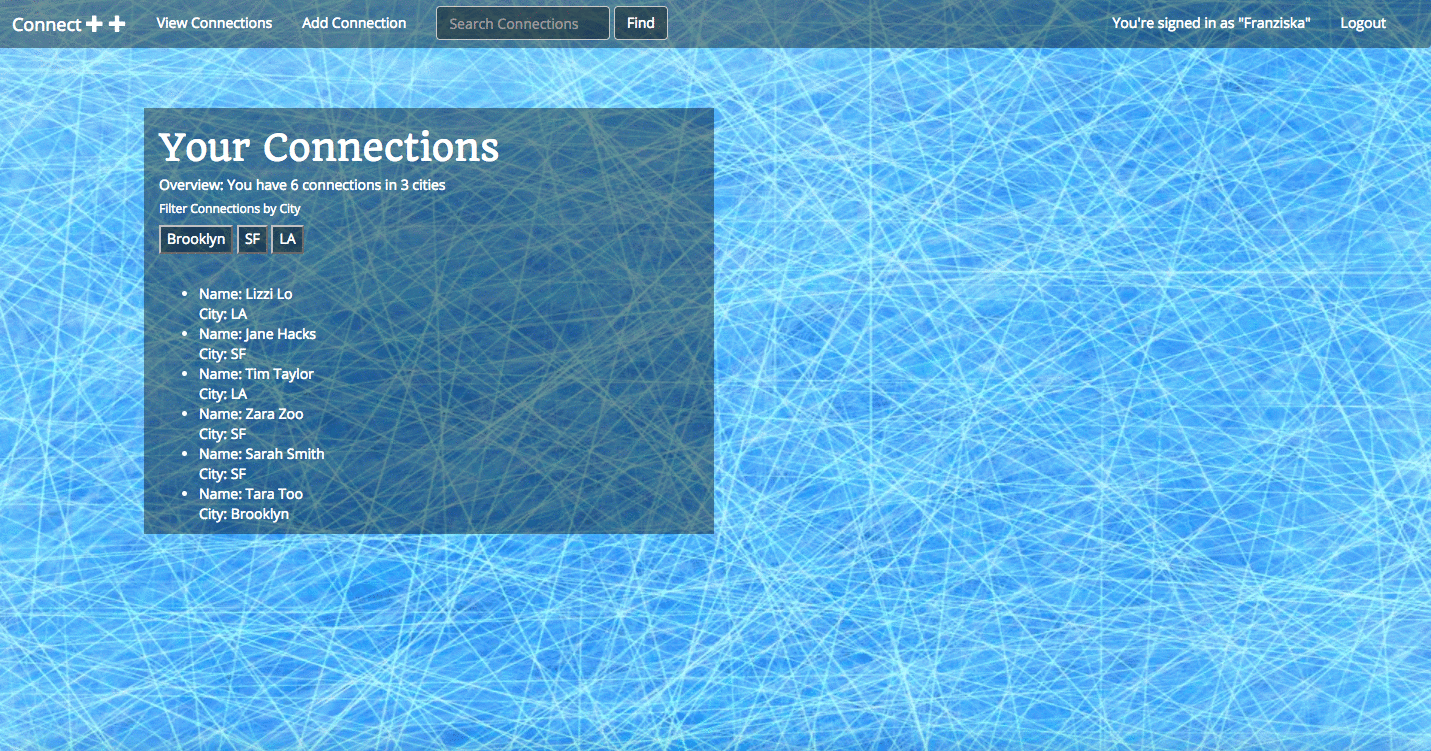 Connect ++ View Connections Add Connection Search Connections Find You're signed in as "Franziska" Logout
Your Connections
Overview: You have 6 connections in 3 cities
Filter Connections by City
Brooklyn SF LA
• Name: Lizzi Lo
City: LA
• Name: Jane Hacks
City: SF
• Name: Tim Taylor
City: LA
• Name: Zara Zoo
City: SF
• Name: Sarah Smith
City: SF
• Name: Tara Too
City: Brooklyn